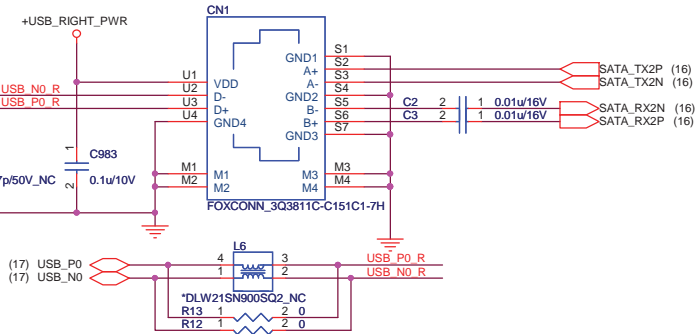 CN1
+USB_RIGHT_PWR
S1
GND1
S2
A+
SATA_TX2P (16)
S3
A-
SATA_TX2N (16)
U1
VDD
S4
GND2
USB_N0_R
U2
D-
S5
B-
C2 2 1 0.01u/16V
SATA_RX2N (16)
USB_P0_R
U3
D+
S6
B+
C3 2 1 0.01u/16V
SATA_RX2P (16)
U4
GND4
S7
GND3
1
C983
7p/50V_NC
2
0.1u/10V
M1
M1
M3
M3
M2
M2
M4
M4
FOXCONN_3Q3811C-C151C1-7H
L6
(17) USB_P0
4
3
USB_P0_R
(17) USB_N0
1
2
USB_N0_R
*DLW21SN900SQ2_NC
R13 1 2 0
R12 1 2 0